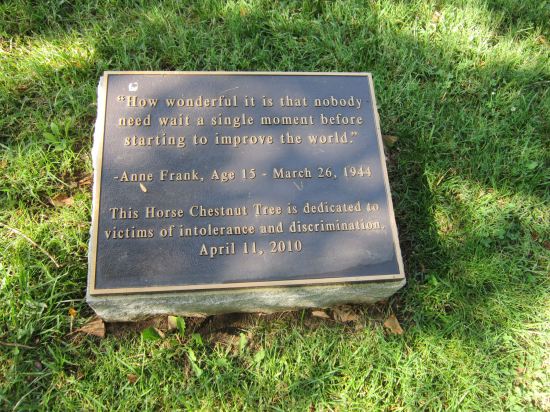 “How wonderful it is that nobody
need wait a single moment before
starting to improve the world.”
-Anne Frank, Age 15 - March 26, 1944
This Horse Chestnut Tree is dedicated to
victims of intolerance and discrimination.
April 11, 2010